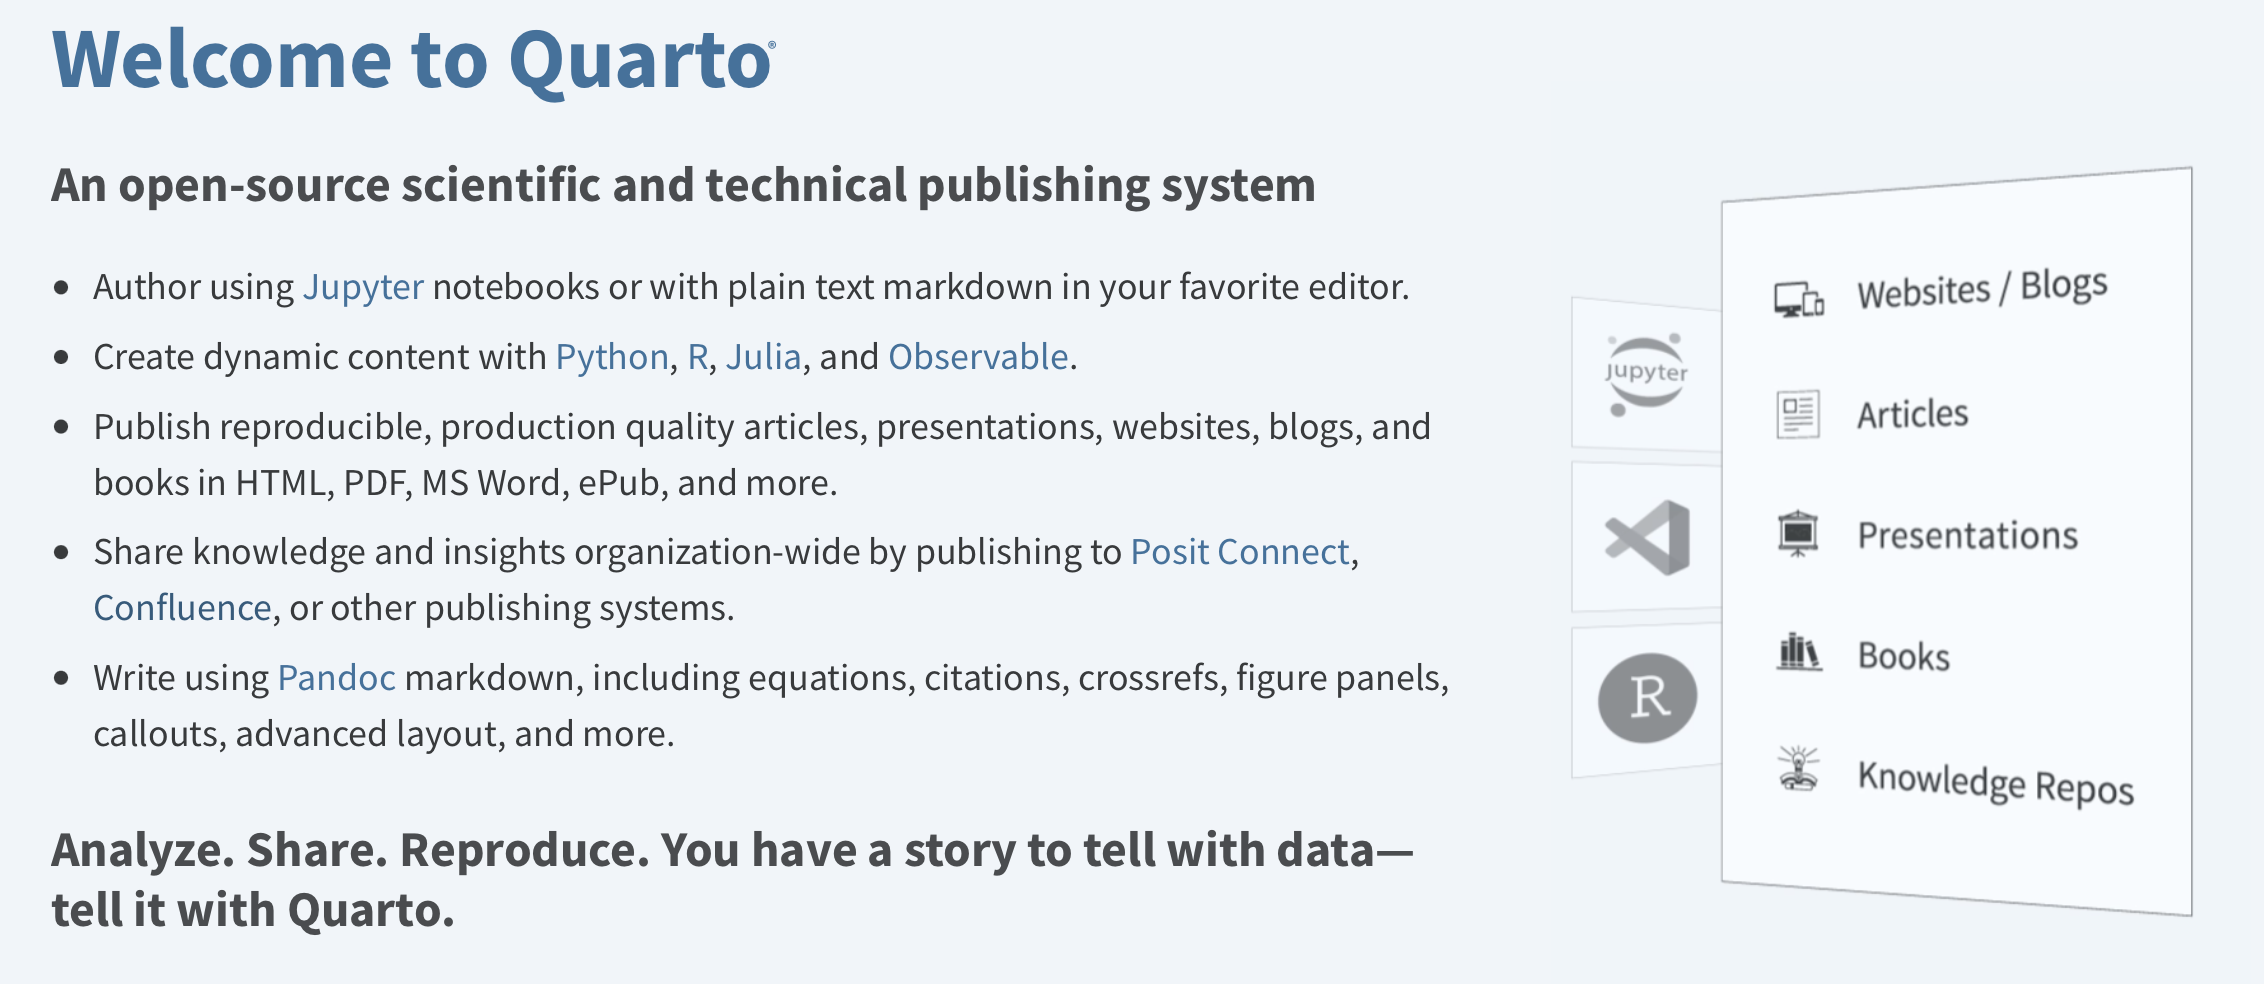 Welcome to Quarto®
An open-source scientific and technical publishing system
• Author using Jupyter notebooks or with plain text markdown in your favorite editor.
• Create dynamic content with Python, R, Julia, and Observable.
• Publish reproducible, production quality articles, presentations, websites, blogs, and
books in HTML, PDF, MS Word, ePub, and more.
• Share knowledge and insights organization-wide by publishing to Posit Connect,
Confluence, or other publishing systems.
• Write using Pandoc markdown, including equations, citations, crossrefs, figure panels,
callouts, advanced layout, and more.
Analyze. Share. Reproduce. You have a story to tell with data—
tell it with Quarto.
Jupyter
R
Websites / Blogs
Articles
Presentations
Books
Knowledge Repos